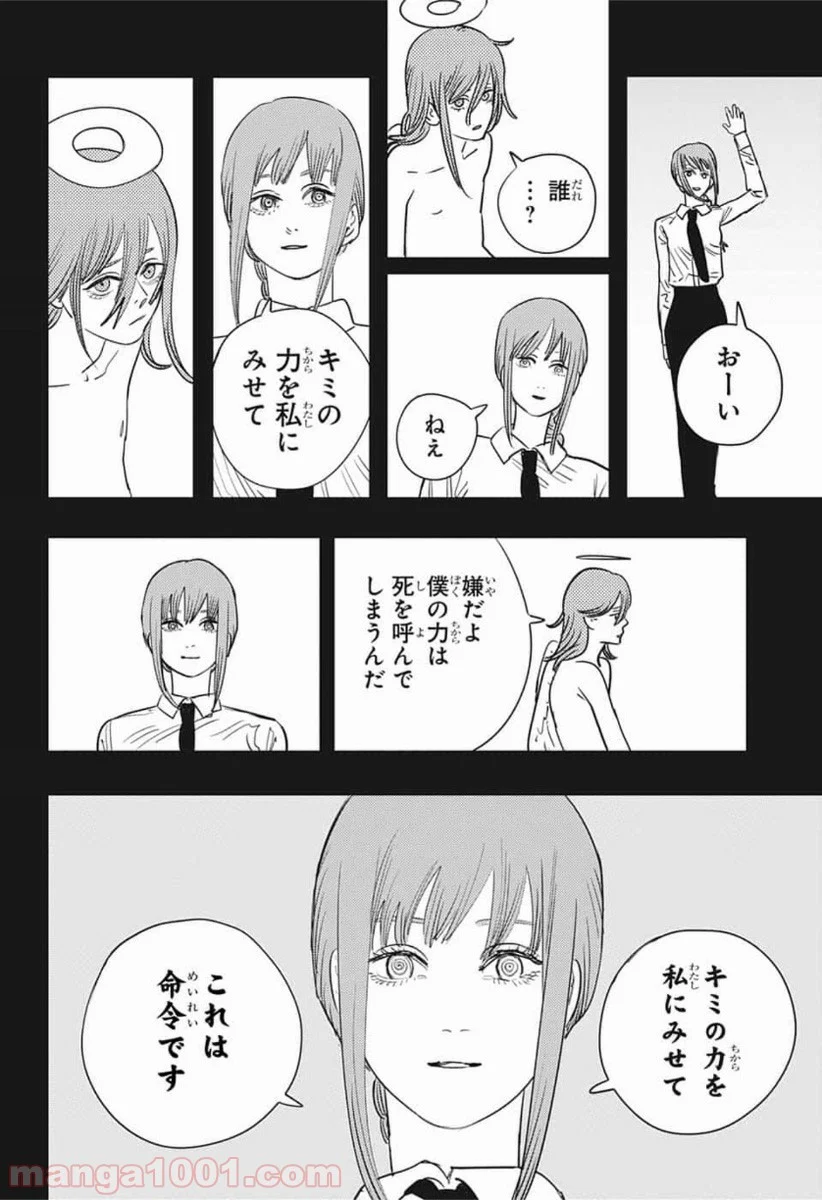 おーい
誰
…?
ねえ
キミの
力を私に
みせて
嫌だよ
僕の力は
死を呼んで
しまうんだ
キミの力を
私にみせて
これは
命令です
manga1001.com